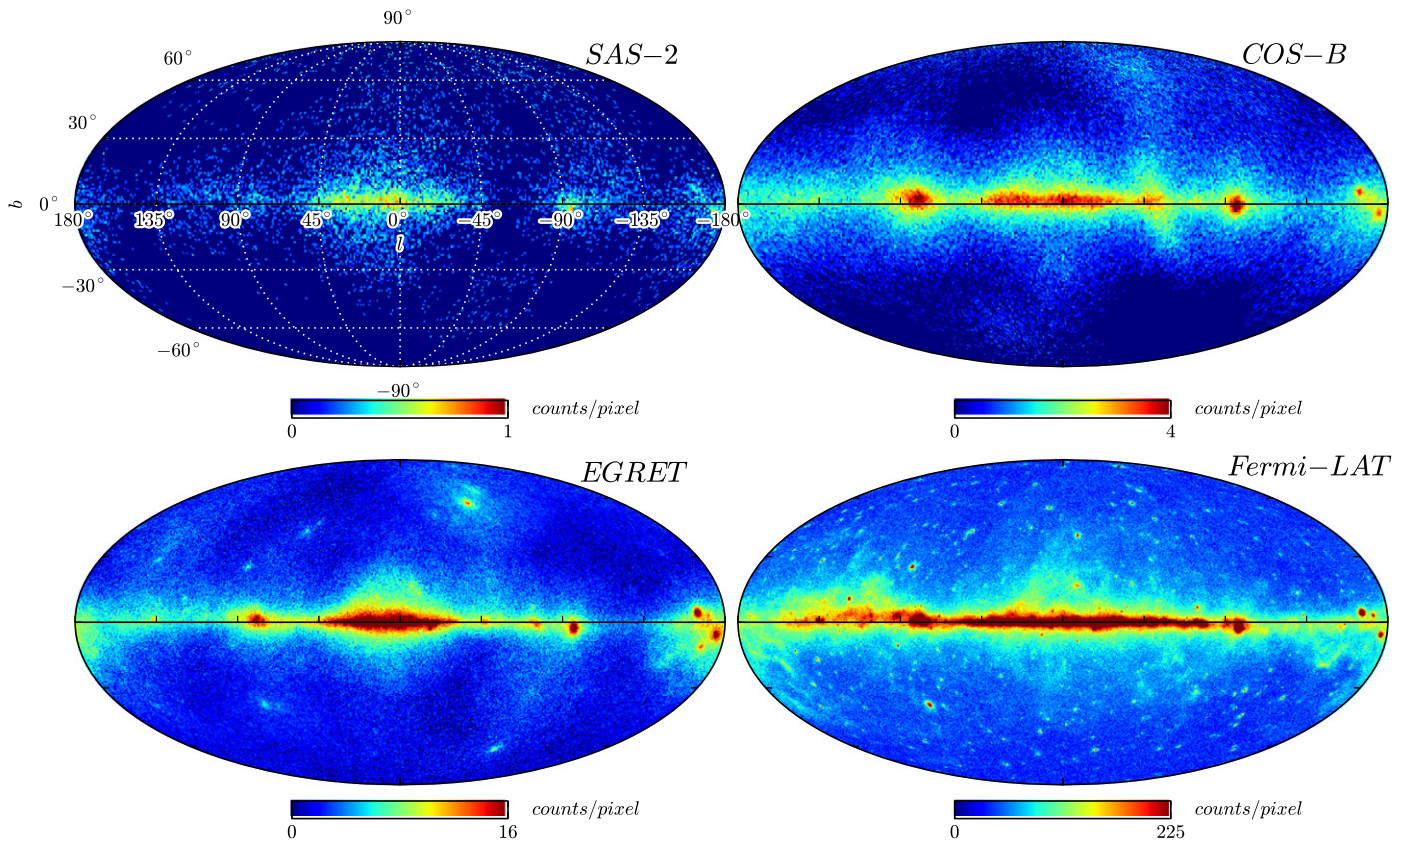 90°
SAS−2
COS−B
60°
30°
b
0°
180° 135° 90° 45° 0° −45° −90° −135° −180°
l
−30°
−60°
−90°
counts/pixel
counts/pixel
0 1
0 4
EGRET
Fermi−LAT
counts/pixel
counts/pixel
0 16
0 225